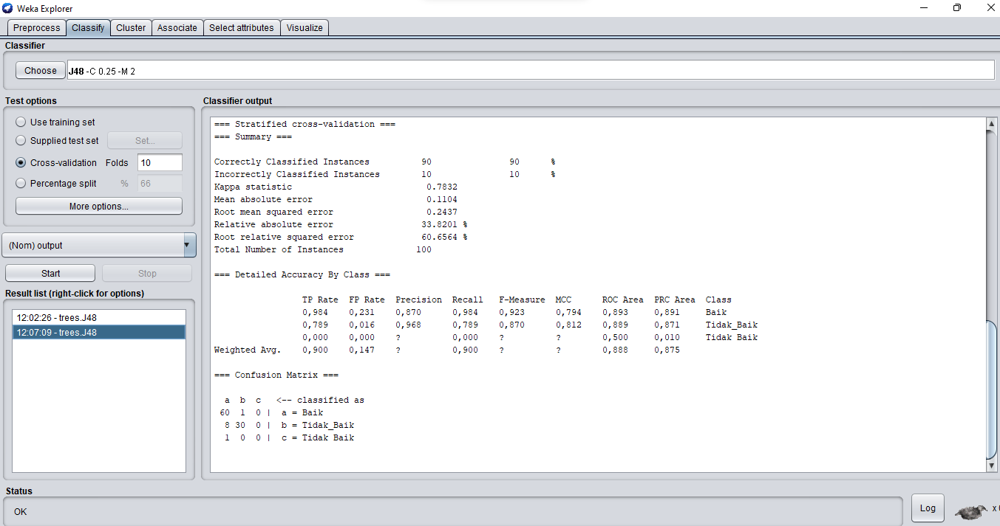 Weka Explorer
Preprocess Classify Cluster Associate Select attributes Visualize
Classifier
Choose J48 -C 0.25 -M 2
Test options
Use training set
Supplied test set Set...
Cross-validation Folds 10
Percentage split % 66
More options...
(Nom) output
Start Stop
Result list (right-click for options)
12:02:26 - trees.J48
12:07:09 - trees.J48
Classifier output
=== Stratified cross-validation ===
=== Summary ===
Correctly Classified Instances 90 90 %
Incorrectly Classified Instances 10 10 %
Kappa statistic 0.7832
Mean absolute error 0.1104
Root mean squared error 0.2437
Relative absolute error 33.8201 %
Root relative squared error 60.6564 %
Total Number of Instances 100
=== Detailed Accuracy By Class ===
TP Rate FP Rate Precision Recall F-Measure MCC ROC Area PRC Area Class
0,984 0,231 0,870 0,984 0,923 0,794 0,893 0,891 Baik
0,789 0,016 0,968 0,789 0,870 0,812 0,889 0,871 Tidak_Baik
0,000 0,000 ? 0,000 ? ? 0,500 0,010 Tidak Baik
Weighted Avg. 0,900 0,147 ? 0,900 ? ? 0,888 0,875
=== Confusion Matrix ===
a b c <-- classified as
60 1 0 | a = Baik
8 30 0 | b = Tidak_Baik
1 0 0 | c = Tidak Baik
Status
OK
Log
x